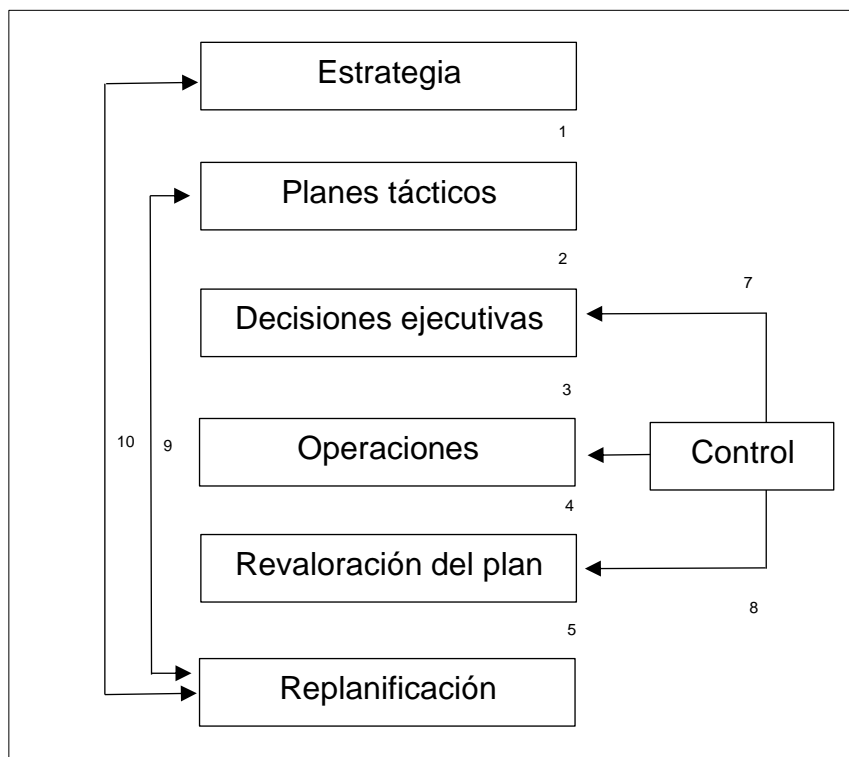 Estrategia
1
Planes tácticos
2
7
Decisiones ejecutivas
3
10
9
Operaciones
Control
4
Revaloración del plan
8
5
Replanificación